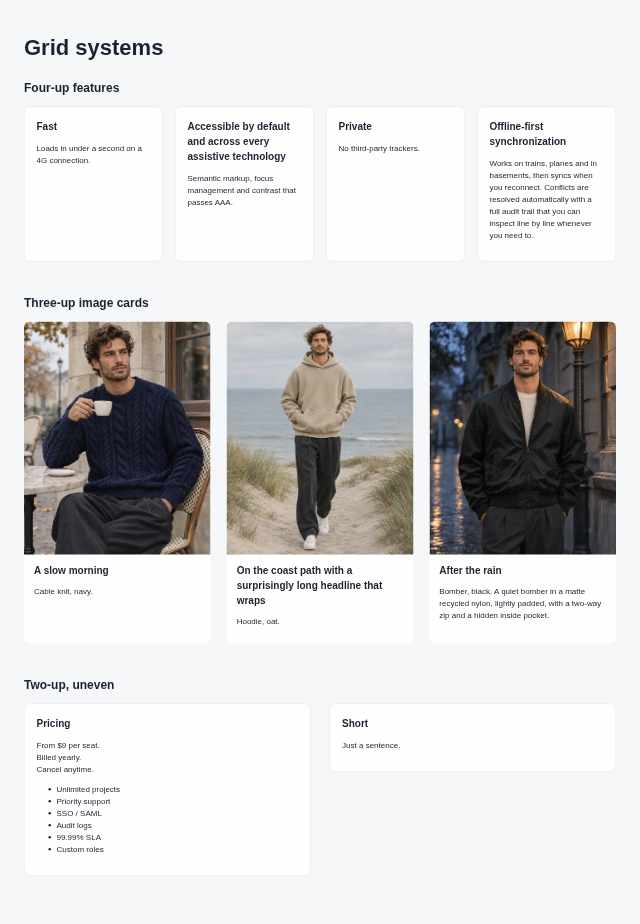 Grid systems
Four-up features
Fast
Loads in under a second on a
4G connection.
Accessible by default
and across every
assistive technology
Semantic markup, focus
management and contrast that
passes AAA.
Private
No third-party trackers.
Offline-first
synchronization
Works on trains, planes and in
basements, then syncs when
you reconnect. Conflicts are
resolved automatically with a
full audit trail that you can
inspect line by line whenever
you need to.
Three-up image cards
A slow morning
Cable knit, navy.
On the coast path with a
surprisingly long headline that
wraps
Hoodie, oat.
After the rain
Bomber, black. A quiet bomber in a matte
recycled nylon, lightly padded, with a two-way
zip and a hidden inside pocket.
Two-up, uneven
Pricing
From $9 per seat.
Billed yearly.
Cancel anytime.
• Unlimited projects
• Priority support
• SSO / SAML
• Audit logs
• 99.99% SLA
• Custom roles
Short
Just a sentence.